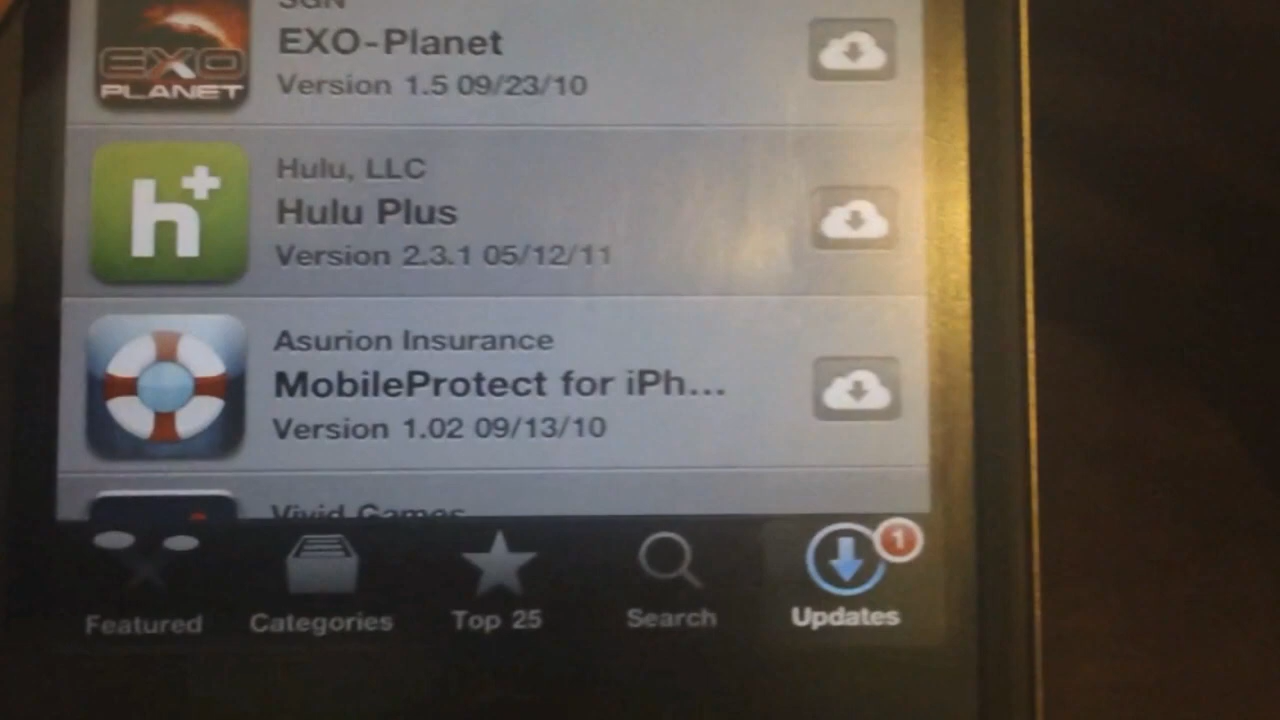 SGN
EXO-Planet
Version 1.5 09/23/10
EXO
PLANET
Hulu, LLC
Hulu Plus
Version 2.3.1 05/12/11
h+
Asurion Insurance
MobileProtect for iPh...
Version 1.02 09/13/10
Vivid Games
1
Featured
Categories
Top 25
Search
Updates